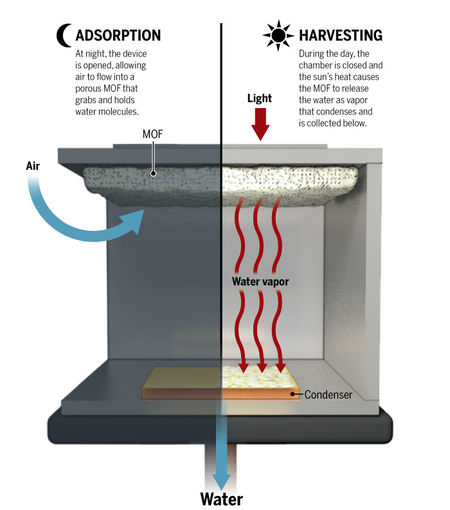 ADSORPTION
At night, the device
is opened, allowing
air to flow into a
porous MOF that
grabs and holds
water molecules.
HARVESTING
During the day, the
chamber is closed and
the sun's heat causes
the MOF to release
the water as vapor
that condenses and
is collected below.
Light
MOF
Air
Water vapor
Condenser
Water